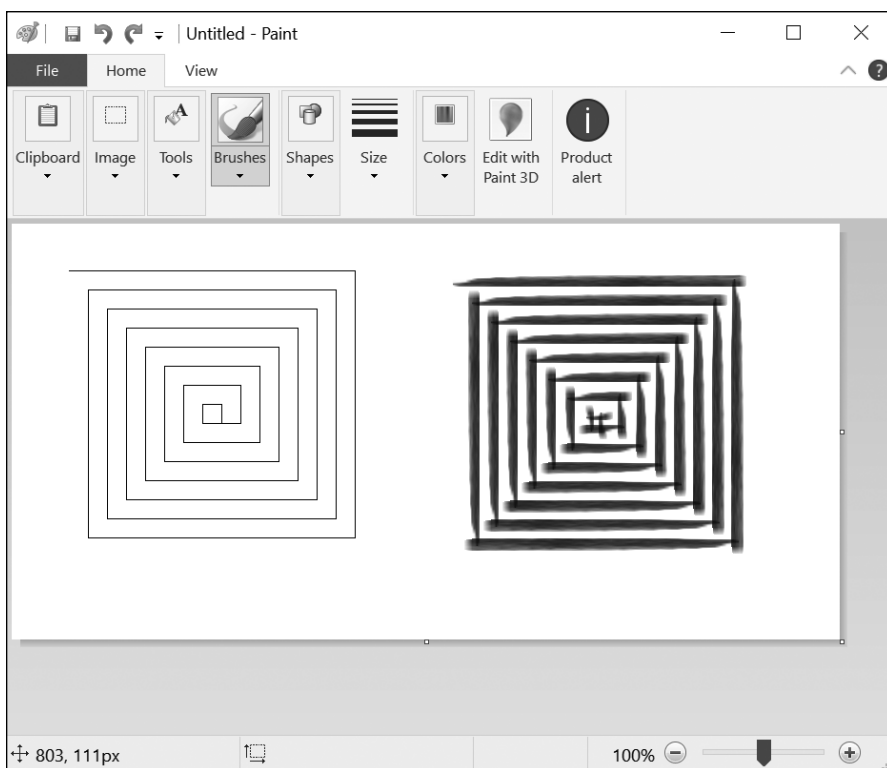 Untitled - Paint
File Home View
Clipboard Image Tools Brushes Shapes Size Colors Edit with Paint 3D Product alert
803, 111px 100%